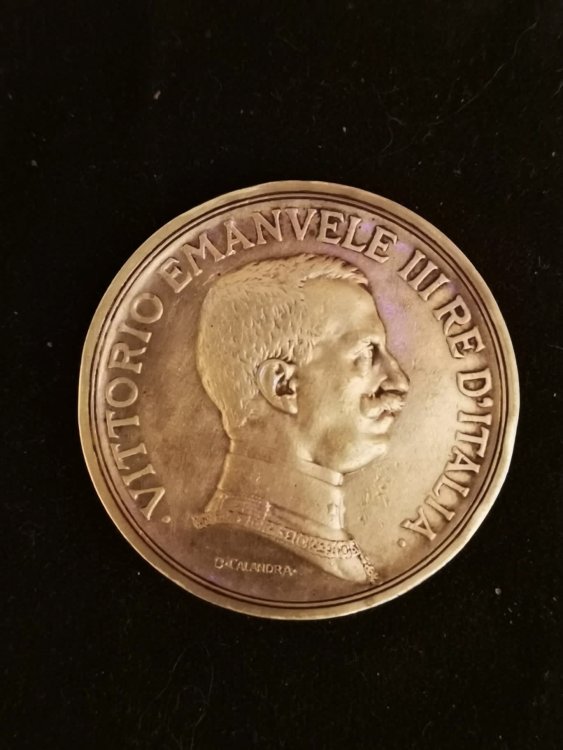 · VITTORIO EMANVELE III RE D'ITALIA ·
D·CALANDRA·